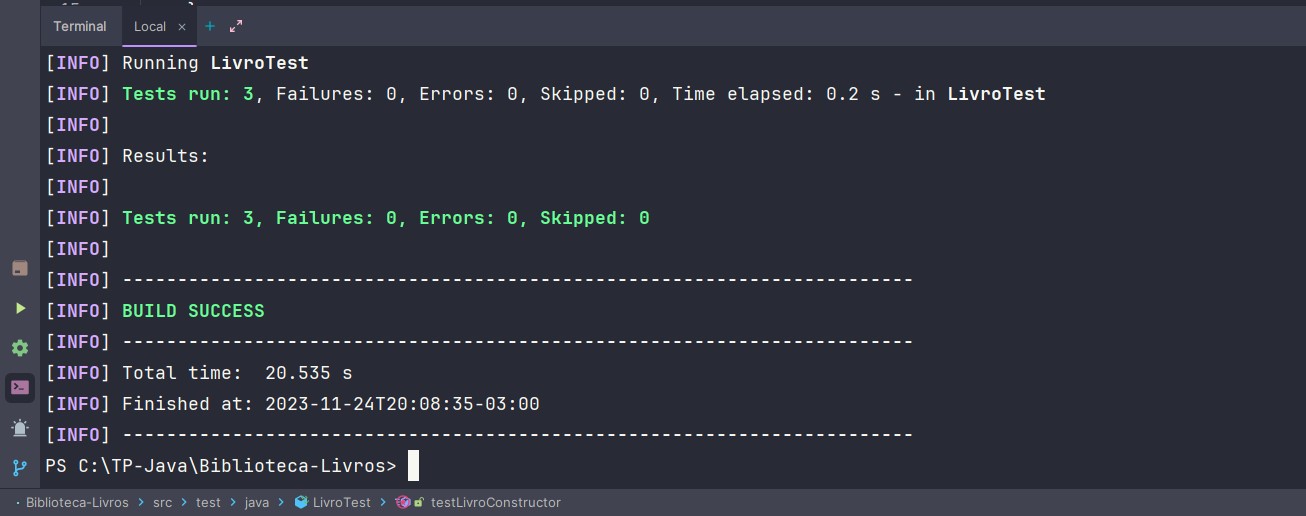 Terminal Local × +
[INFO] Running LivroTest
[INFO] Tests run: 3, Failures: 0, Errors: 0, Skipped: 0, Time elapsed: 0.2 s - in LivroTest
[INFO]
[INFO] Results:
[INFO]
[INFO] Tests run: 3, Failures: 0, Errors: 0, Skipped: 0
[INFO]
[INFO] ------------------------------------------------------------------------
[INFO] BUILD SUCCESS
[INFO] ------------------------------------------------------------------------
[INFO] Total time:  20.535 s
[INFO] Finished at: 2023-11-24T20:08:35-03:00
[INFO] ------------------------------------------------------------------------
PS C:\TP-Java\Biblioteca-Livros>
Biblioteca-Livros > src > test > java > LivroTest > testLivroConstructor